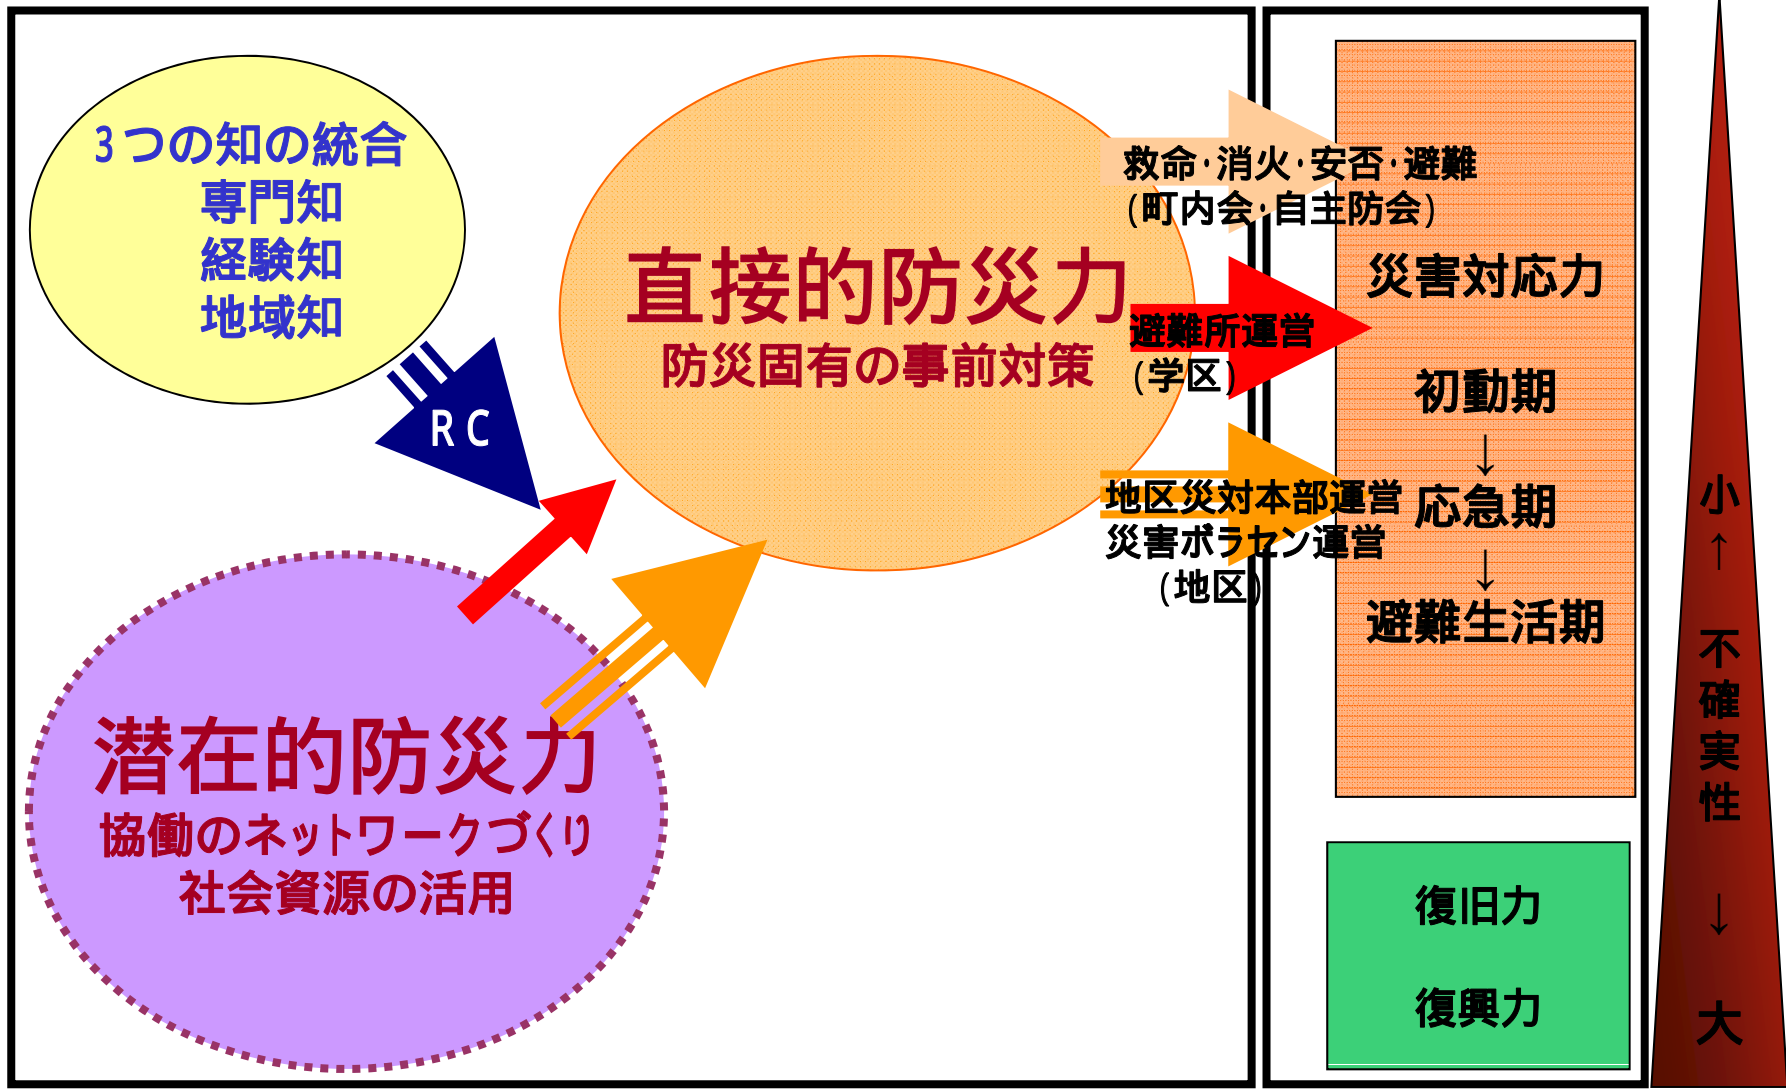 3つの知の統合
専門知
経験知
地域知
RC
直接的防災力
防災固有の事前対策
潜在的防災力
協働のネットワークづくり
社会資源の活用
救命・消火・安否・避難
(町内会・自主防会)
避難所運営
(学区)
地区災対本部運営
災害ボラセン運営
(地区)
災害対応力
初動期
↓
応急期
↓
避難生活期
復旧力
復興力
小
↑
不
確
実
性
↓
大